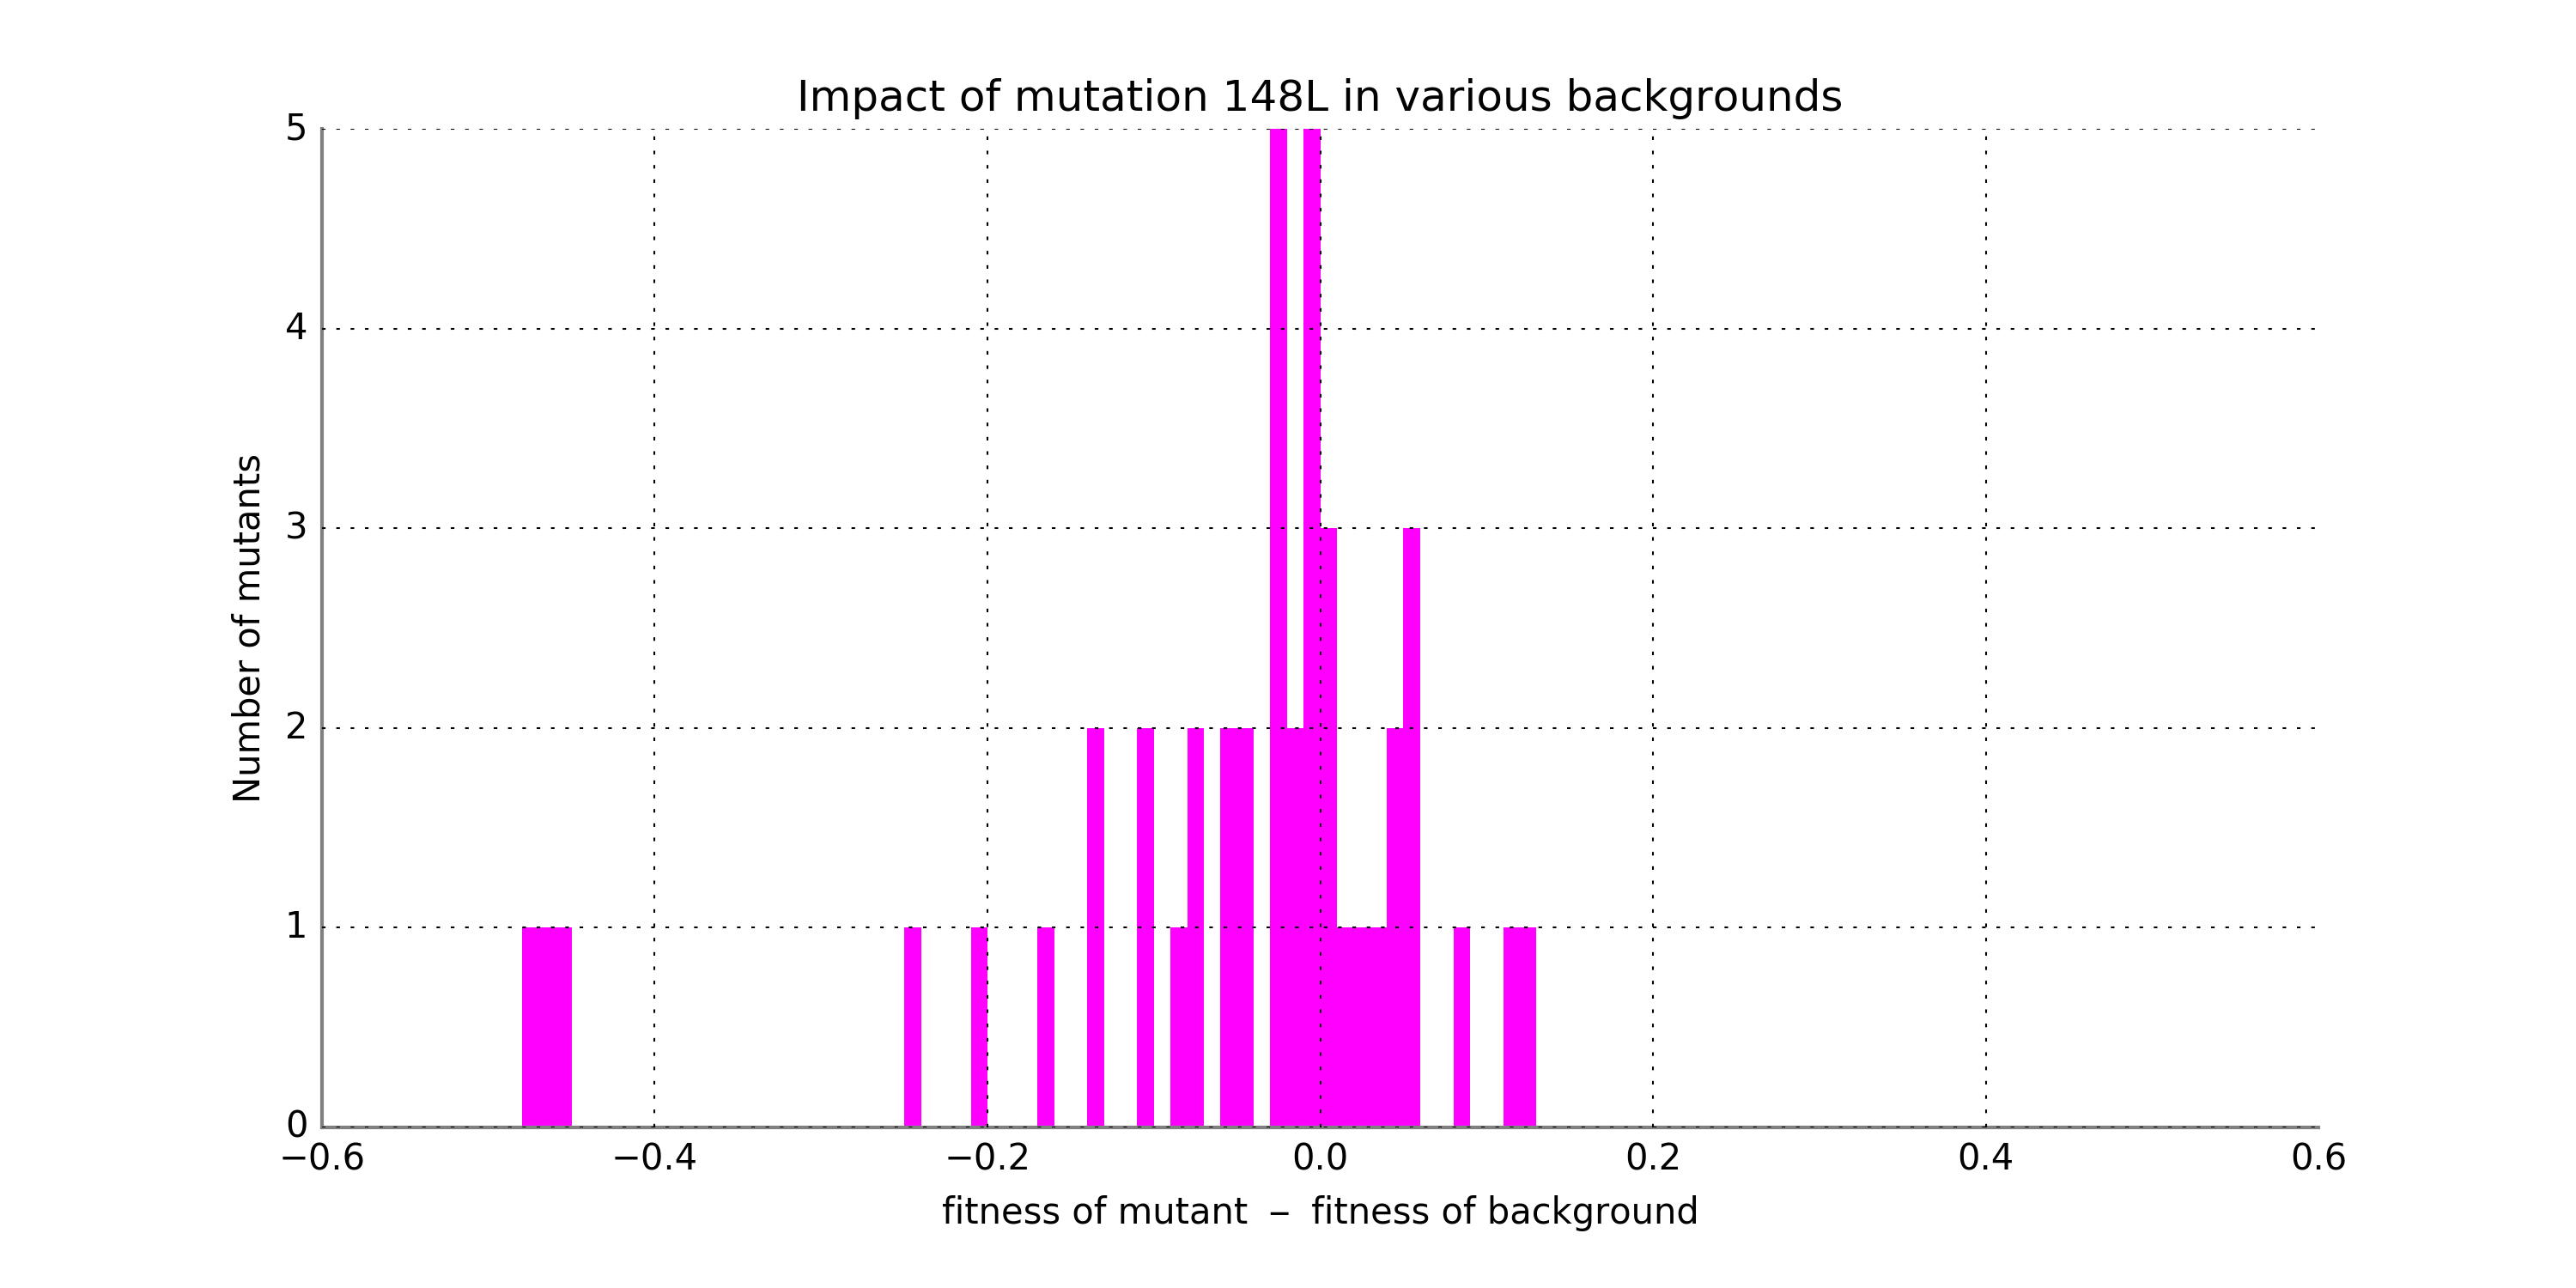 Impact of mutation 148L in various backgrounds
5
4
3
2
1
0
Number of mutants
−0.6 −0.4 −0.2 0.0 0.2 0.4 0.6
fitness of mutant − fitness of background